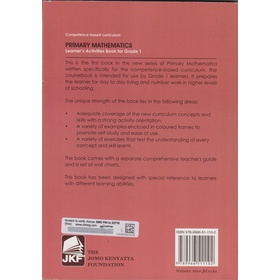 Competence-based curriculum
PRIMARY MATHEMATICS
Learner's Activities Book for Grade 1
This is the first book in the new series of Primary Mathematics
written specifically for the competence-based curriculum. The
coursebook is intended for use by Grade 1 learners. It prepares
the learner for day to day living and number work in higher levels
of schooling.
The unique strength of the book lies in the following areas:
• Adequate coverage of the new curriculum concepts and
skills with a strong activity orientation.
• A variety of examples enclosed in coloured frames to
promote self study and ease of use.
• A variety of exercises that test the understanding of every
concept and skill learnt.
The book comes with a separate comprehensive teacher's guide
and a set of wall charts.
This book has been designed with special reference to learners
with different learning abilities.
JKF
THE
JOMO KENYATTA
FOUNDATION